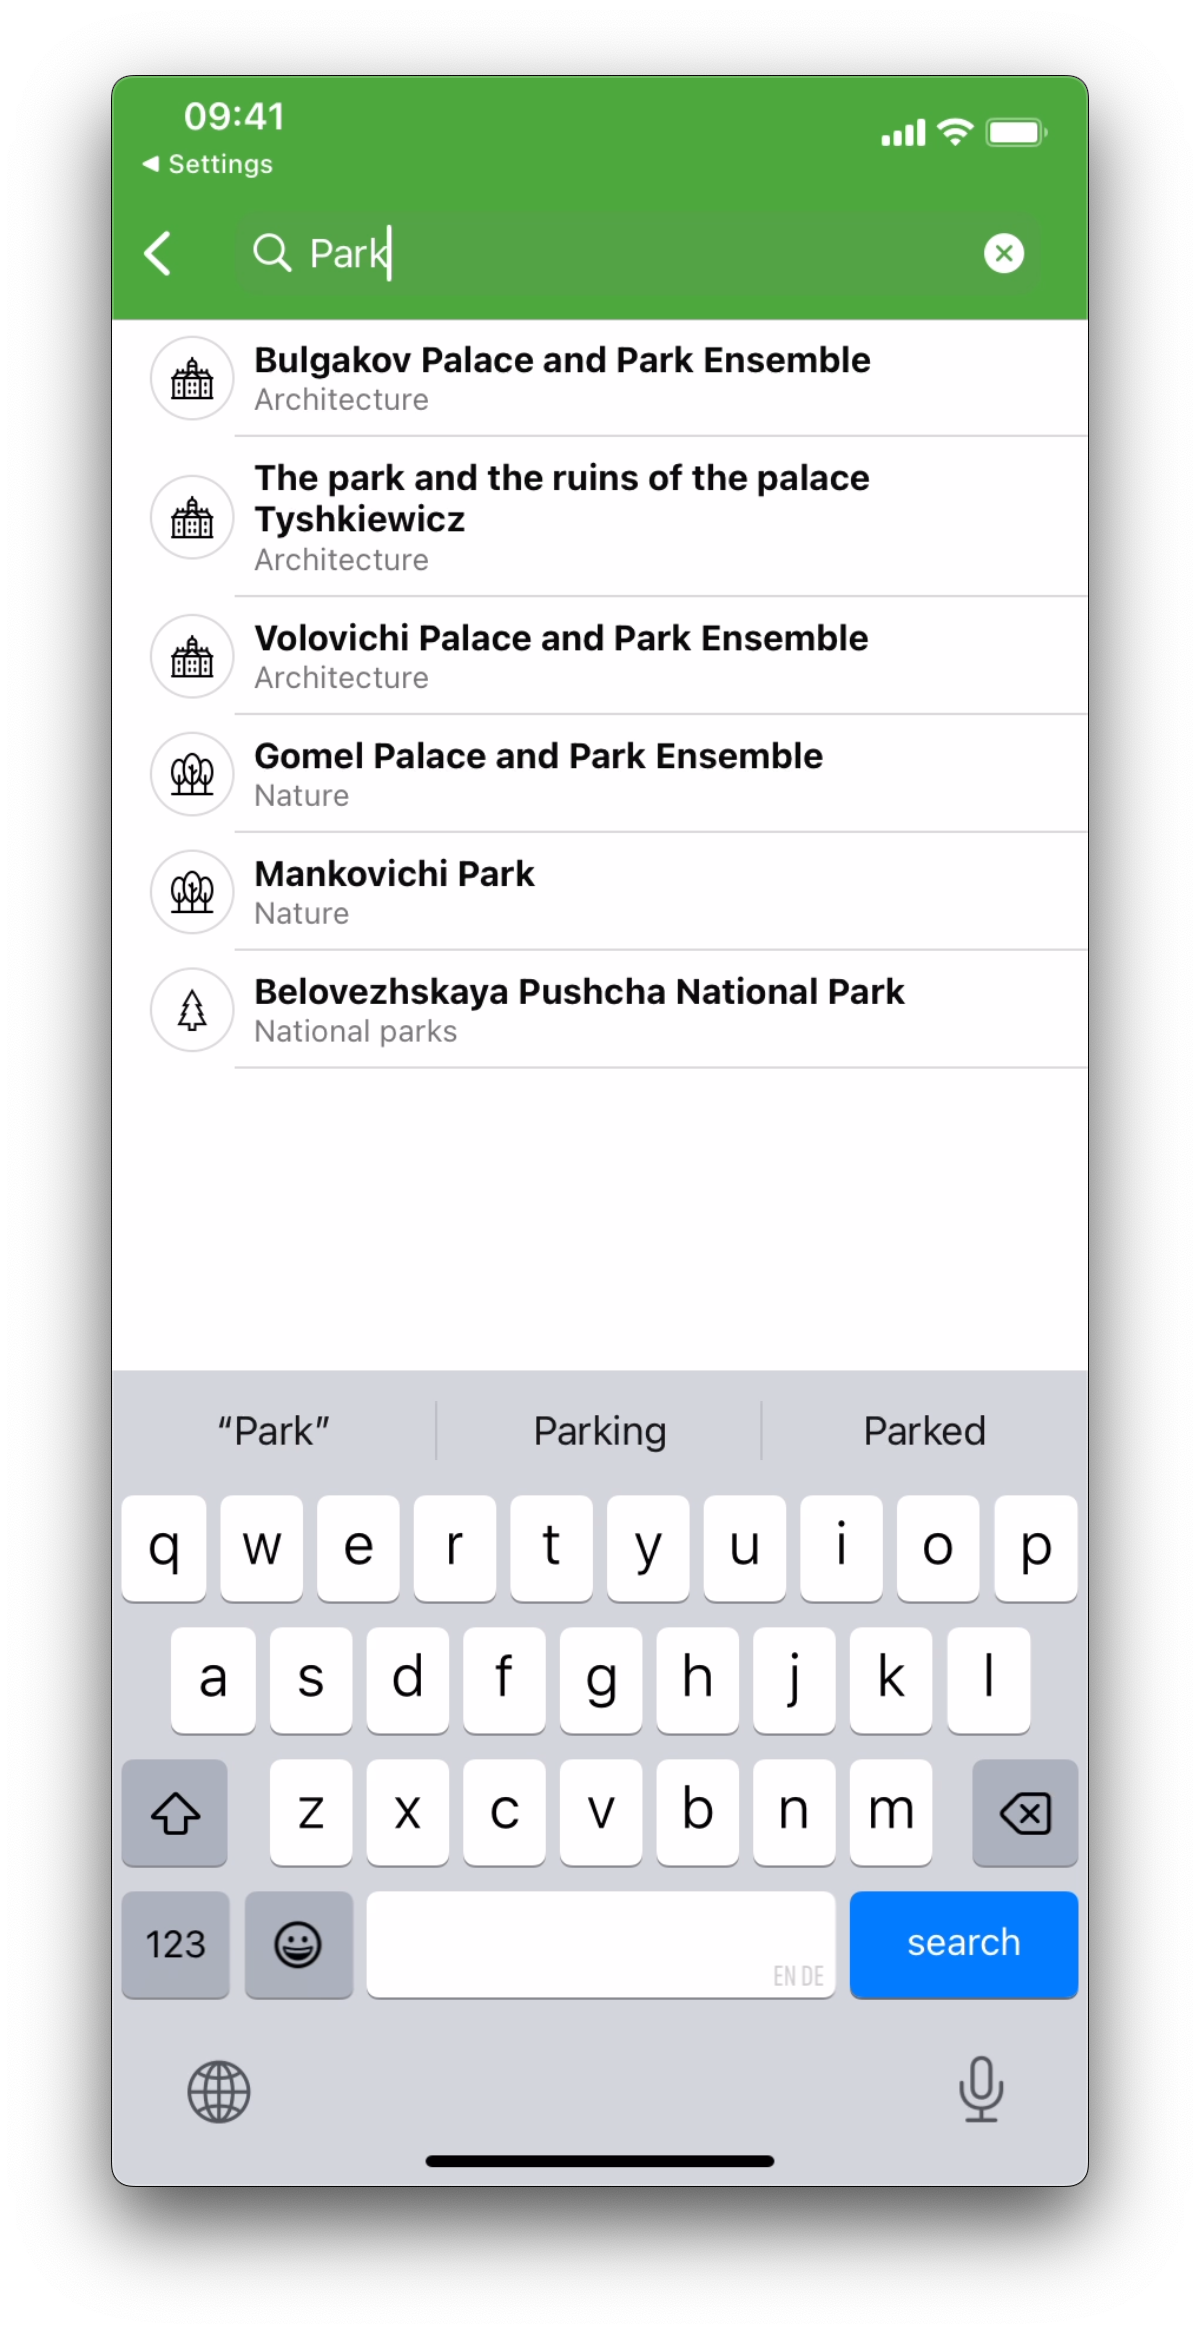 09:41
◀ Settings
Park
Bulgakov Palace and Park Ensemble
Architecture
The park and the ruins of the palace
Tyshkiewicz
Architecture
Volovichi Palace and Park Ensemble
Architecture
Gomel Palace and Park Ensemble
Nature
Mankovichi Park
Nature
Belovezhskaya Pushcha National Park
National parks
“Park” Parking Parked
q w e r t y u i o p
a s d f g h j k l
z x c v b n m
123 EN DE search